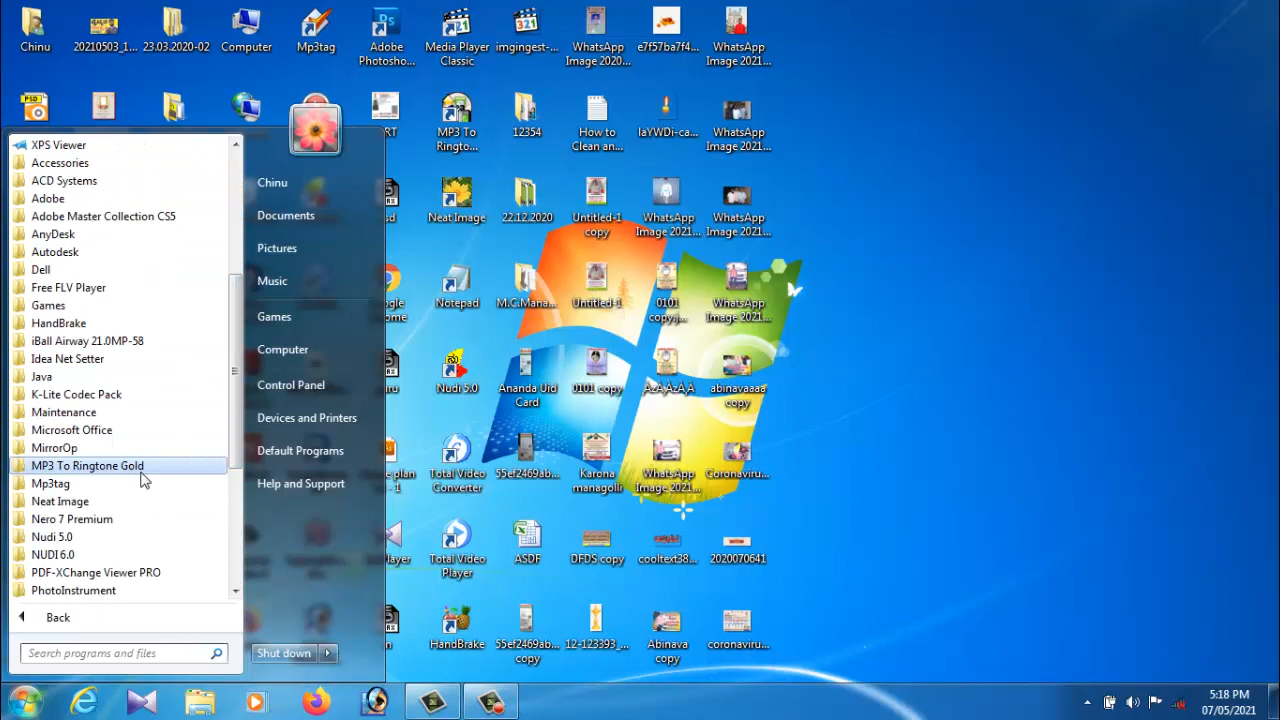 Chinu
20210503_1...
23.03.2020-02
Computer
Mp3tag
Adobe
Photosho...
Media Player
Classic
imgingest-...
WhatsApp
Image 2020...
e7f57ba7f4...
WhatsApp
Image 2021...
MP3 To
Ringto...
12354
How to
Clean an...
laYWDi-ca...
WhatsApp
Image 2021...
Neat Image
22.12.2020
Untitled-1
copy
WhatsApp
Image 2021...
WhatsApp
Image 2021...
Notepad
M.C.Mana...
Untitled-1
0101
copy.j...
WhatsApp
Image 2021...
Nudi 5.0
Ananda Uid
Card
0101 copy
abinavaaaa
copy
Total Video
Converter
55ef2469ab...
Karona
managolli
WhatsApp
Image 2021...
Coronaviru...
Total Video
Player
ASDF
DFDS copy
cooltext38...
2020070641
HandBrake
55ef2469ab...
copy
12-123393_...
Abinava
copy
coronaviru...
XPS Viewer
Accessories
ACD Systems
Adobe
Adobe Master Collection CS5
AnyDesk
Autodesk
Dell
Free FLV Player
Games
HandBrake
iBall Airway 21.0MP-58
Idea Net Setter
Java
K-Lite Codec Pack
Maintenance
Microsoft Office
MirrorOp
MP3 To Ringtone Gold
Mp3tag
Neat Image
Nero 7 Premium
Nudi 5.0
NUDI 6.0
PDF-XChange Viewer PRO
PhotoInstrument
Back
Search programs and files
Chinu
Documents
Pictures
Music
Games
Computer
Control Panel
Devices and Printers
Default Programs
Help and Support
Shut down
5:18 PM
07/05/2021